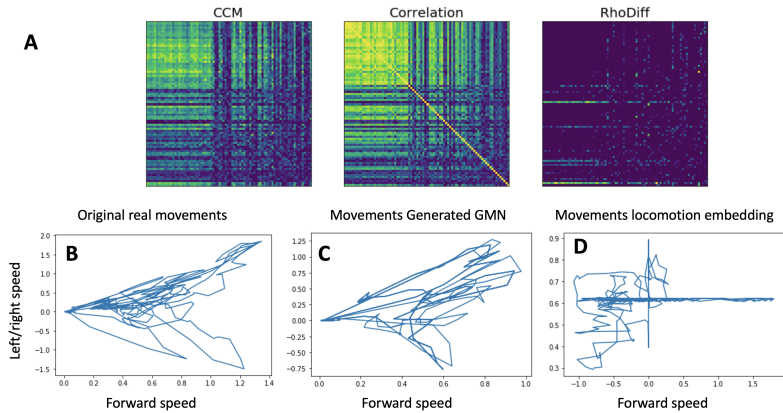 CCM Correlation RhoDiff
A
Original real movements Movements Generated GMN Movements locomotion embedding
B C D
2.0
1.5
1.0
0.5
0.0
-0.5
-1.0
-1.5
1.25
1.00
0.75
0.50
0.25
0.00
-0.25
-0.50
-0.75
0.9
0.8
0.7
0.6
0.5
0.4
0.3
Left/right speed
0.0 0.2 0.4 0.6 0.8 1.0 1.2 1.4
0.0 0.2 0.4 0.6 0.8 1.0
-1.0 -0.5 0.0 0.5 1.0 1.5
Forward speed Forward speed Forward speed